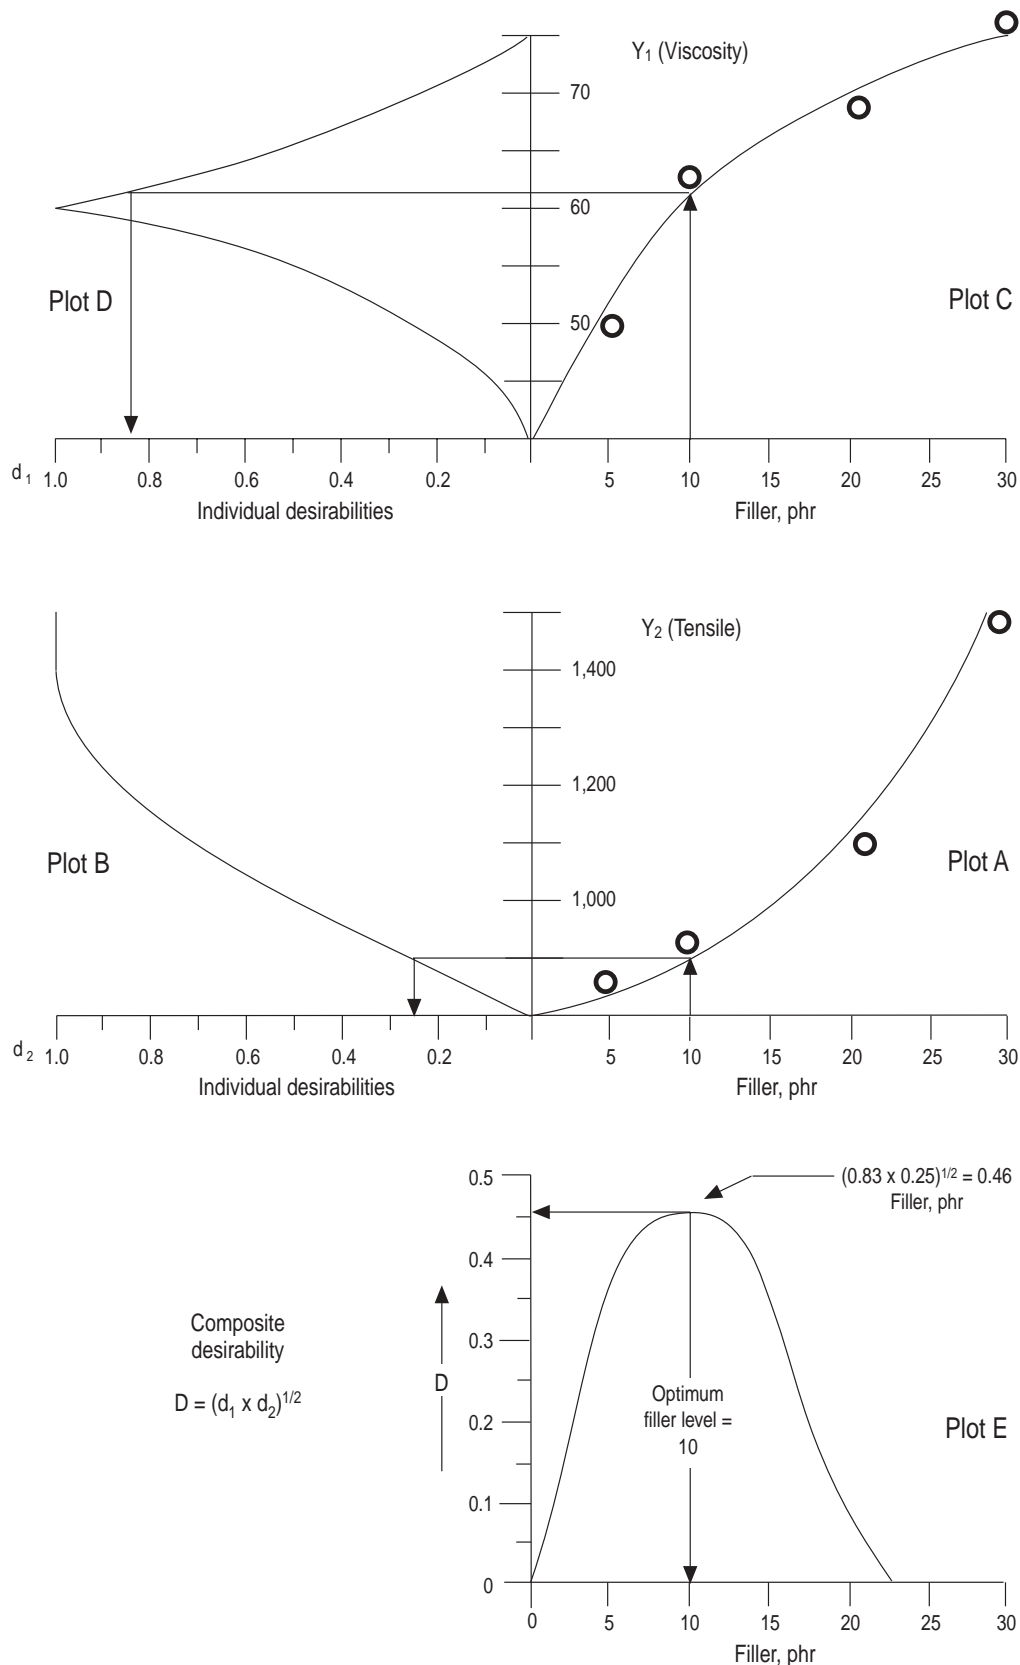 Y₁ (Viscosity)
70
60
50
Plot D
Plot C
d₁ 1.0 0.8 0.6 0.4 0.2 5 10 15 20 25 30
Individual desirabilities
Filler, phr
Y₂ (Tensile)
1,400
1,200
1,000
Plot B
Plot A
d₂ 1.0 0.8 0.6 0.4 0.2 5 10 15 20 25 30
Individual desirabilities
Filler, phr
(0.83 x 0.25)^1/2 = 0.46
Filler, phr
0.5
0.4
0.3
0.2
0.1
0
Composite
desirability
D = (d₁ x d₂)^1/2
D
Optimum
filler level =
10
Plot E
0 5 10 15 20 25 30
Filler, phr